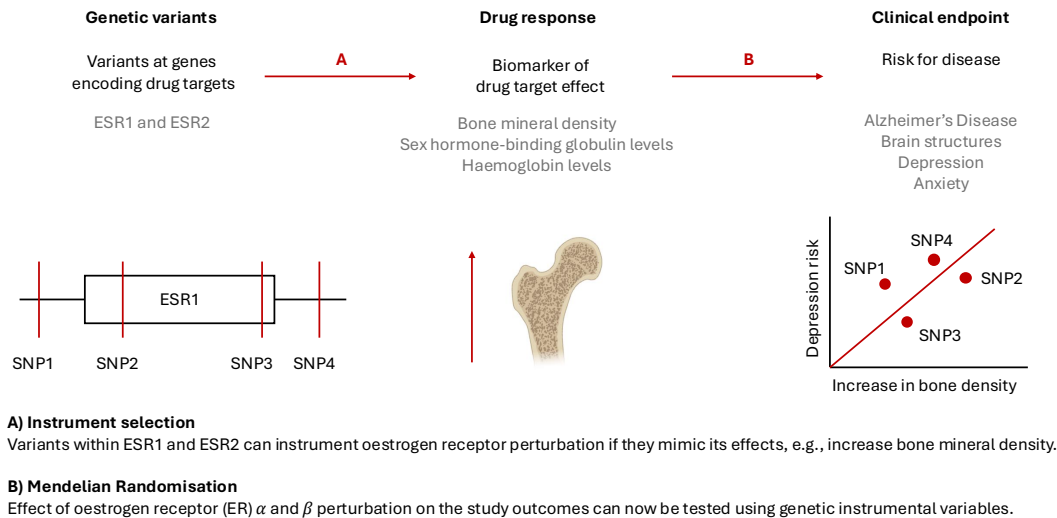 Genetic variants
Drug response
Clinical endpoint
Variants at genes
encoding drug targets
A
Biomarker of
drug target effect
B
Risk for disease
ESR1 and ESR2
Bone mineral density
Sex hormone-binding globulin levels
Haemoglobin levels
Alzheimer's Disease
Brain structures
Depression
Anxiety
ESR1
SNP1
SNP2
SNP3
SNP4
Depression risk
SNP4
SNP1
SNP2
SNP3
Increase in bone density
A) Instrument selection
Variants within ESR1 and ESR2 can instrument oestrogen receptor perturbation if they mimic its effects, e.g., increase bone mineral density.
B) Mendelian Randomisation
Effect of oestrogen receptor (ER) α and β perturbation on the study outcomes can now be tested using genetic instrumental variables.